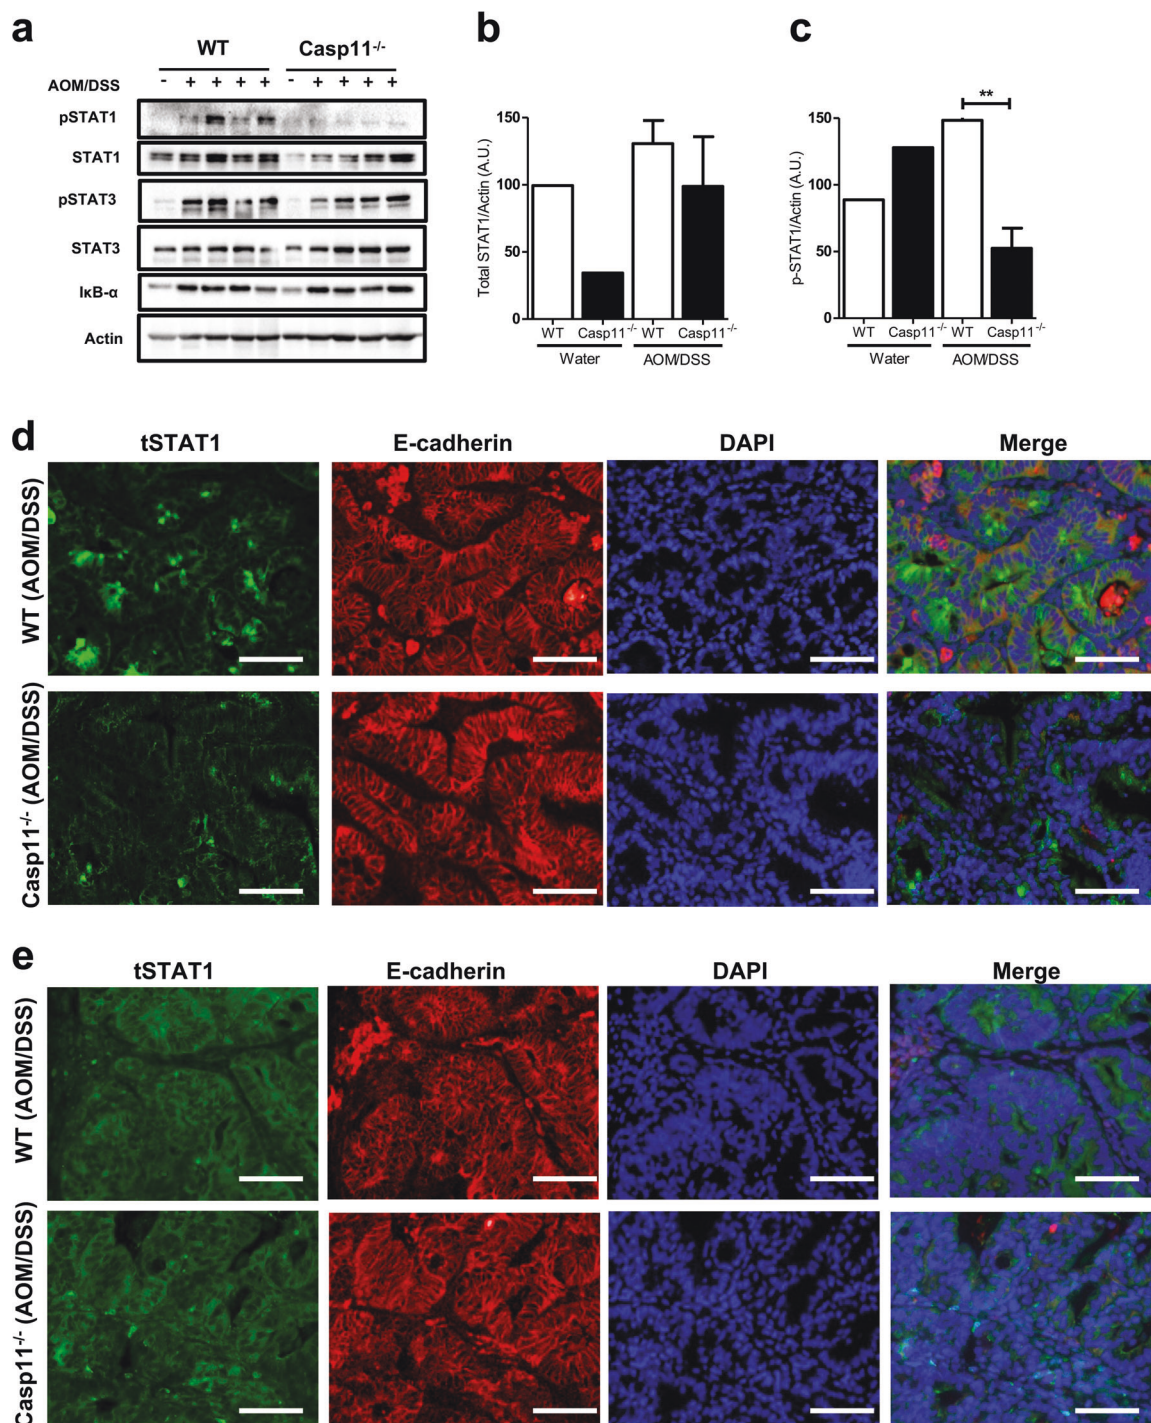 a
WT Casp11-/-
AOM/DSS - + + + + - + + + +
pSTAT1
STAT1
pSTAT3
STAT3
IκB-α
Actin
b
Total STAT1/Actin (A.U.)
150
100
50
0
WT Casp11-/- WT Casp11-/-
Water AOM/DSS
c
**
p-STAT1/Actin (A.U.)
150
100
50
0
WT Casp11-/- WT Casp11-/-
Water AOM/DSS
d
tSTAT1 E-cadherin DAPI Merge
WT (AOM/DSS)
Casp11-/- (AOM/DSS)
e
tSTAT1 E-cadherin DAPI Merge
WT (AOM/DSS)
Casp11-/- (AOM/DSS)